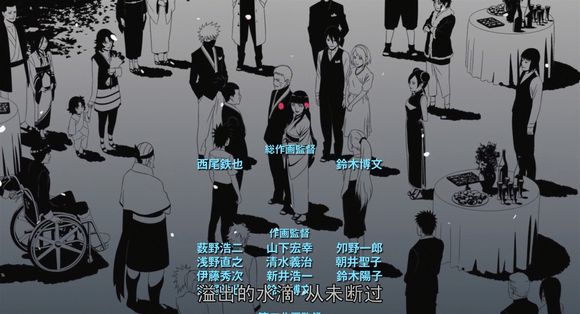 総作画監督
西尾鉄也 鈴木博文
作画監督
薮野浩二 山下宏幸 夘野一郎
浅野直之 清水義治 朝井聖子
伊藤秀次 新井浩一 鈴木陽子
溢出的水滴 从未断过